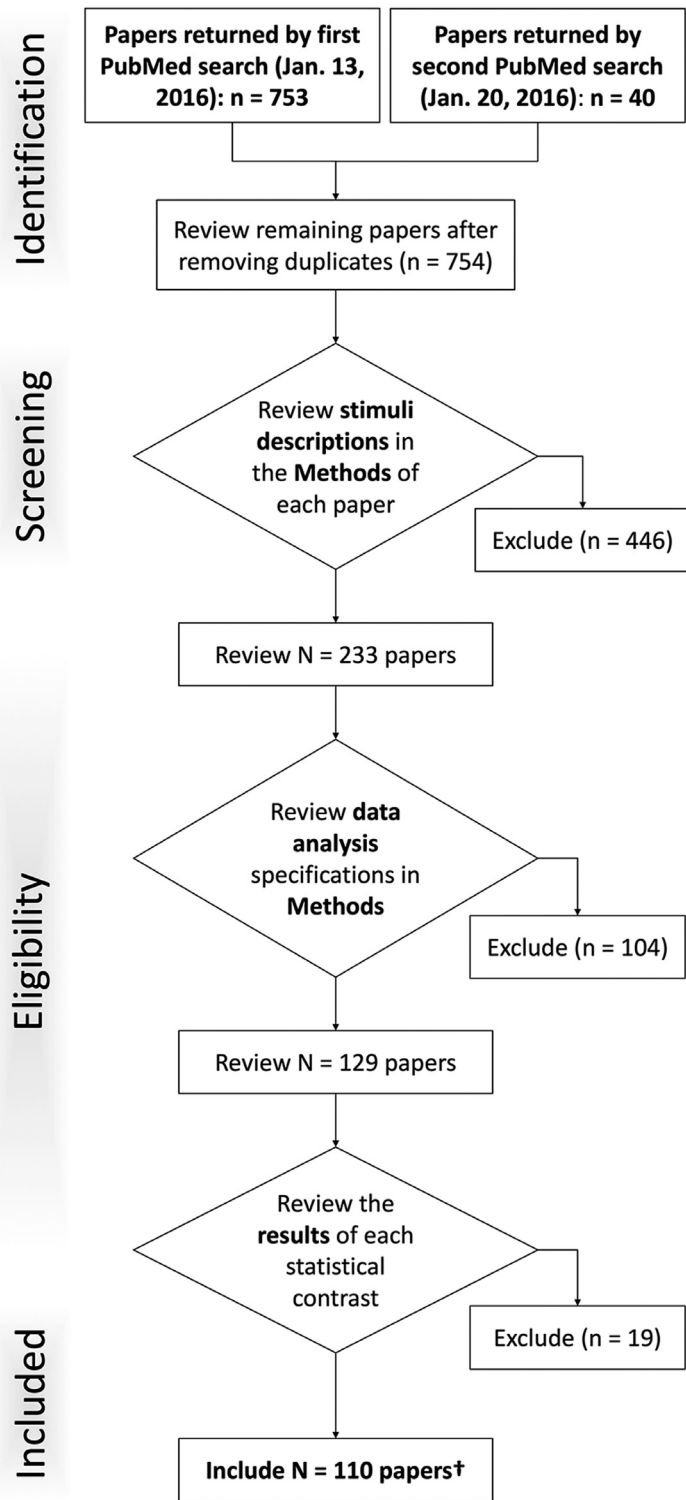 Identification
Papers returned by first
PubMed search (Jan. 13,
2016): n = 753
Papers returned by
second PubMed search
(Jan. 20, 2016): n = 40
Review remaining papers after
removing duplicates (n = 754)
Screening
Review stimuli
descriptions in
the Methods of
each paper
Exclude (n = 446)
Review N = 233 papers
Eligibility
Review data
analysis
specifications in
Methods
Exclude (n = 104)
Review N = 129 papers
Review the
results of each
statistical
contrast
Exclude (n = 19)
Included
Include N = 110 papers†